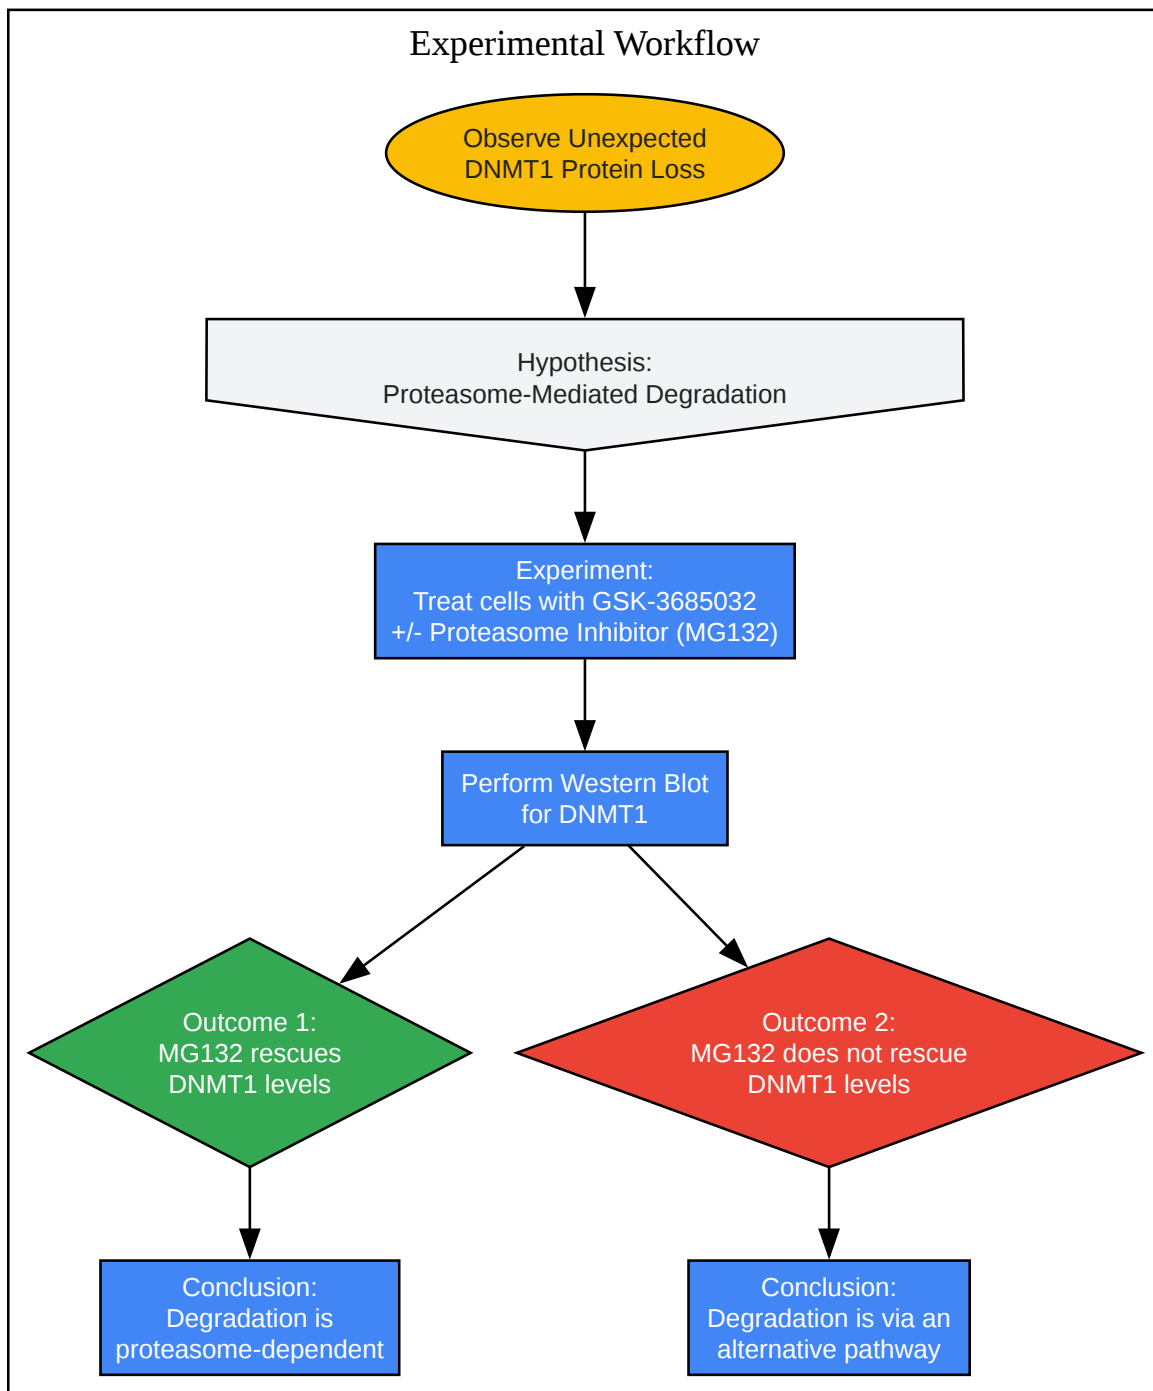 Experimental Workflow
Observe Unexpected
DNMT1 Protein Loss
Hypothesis:
Proteasome-Mediated Degradation
Experiment:
Treat cells with GSK-3685032
+/- Proteasome Inhibitor (MG132)
Perform Western Blot
for DNMT1
Outcome 1:
MG132 rescues
DNMT1 levels
Outcome 2:
MG132 does not rescue
DNMT1 levels
Conclusion:
Degradation is
proteasome-dependent
Conclusion:
Degradation is via an
alternative pathway